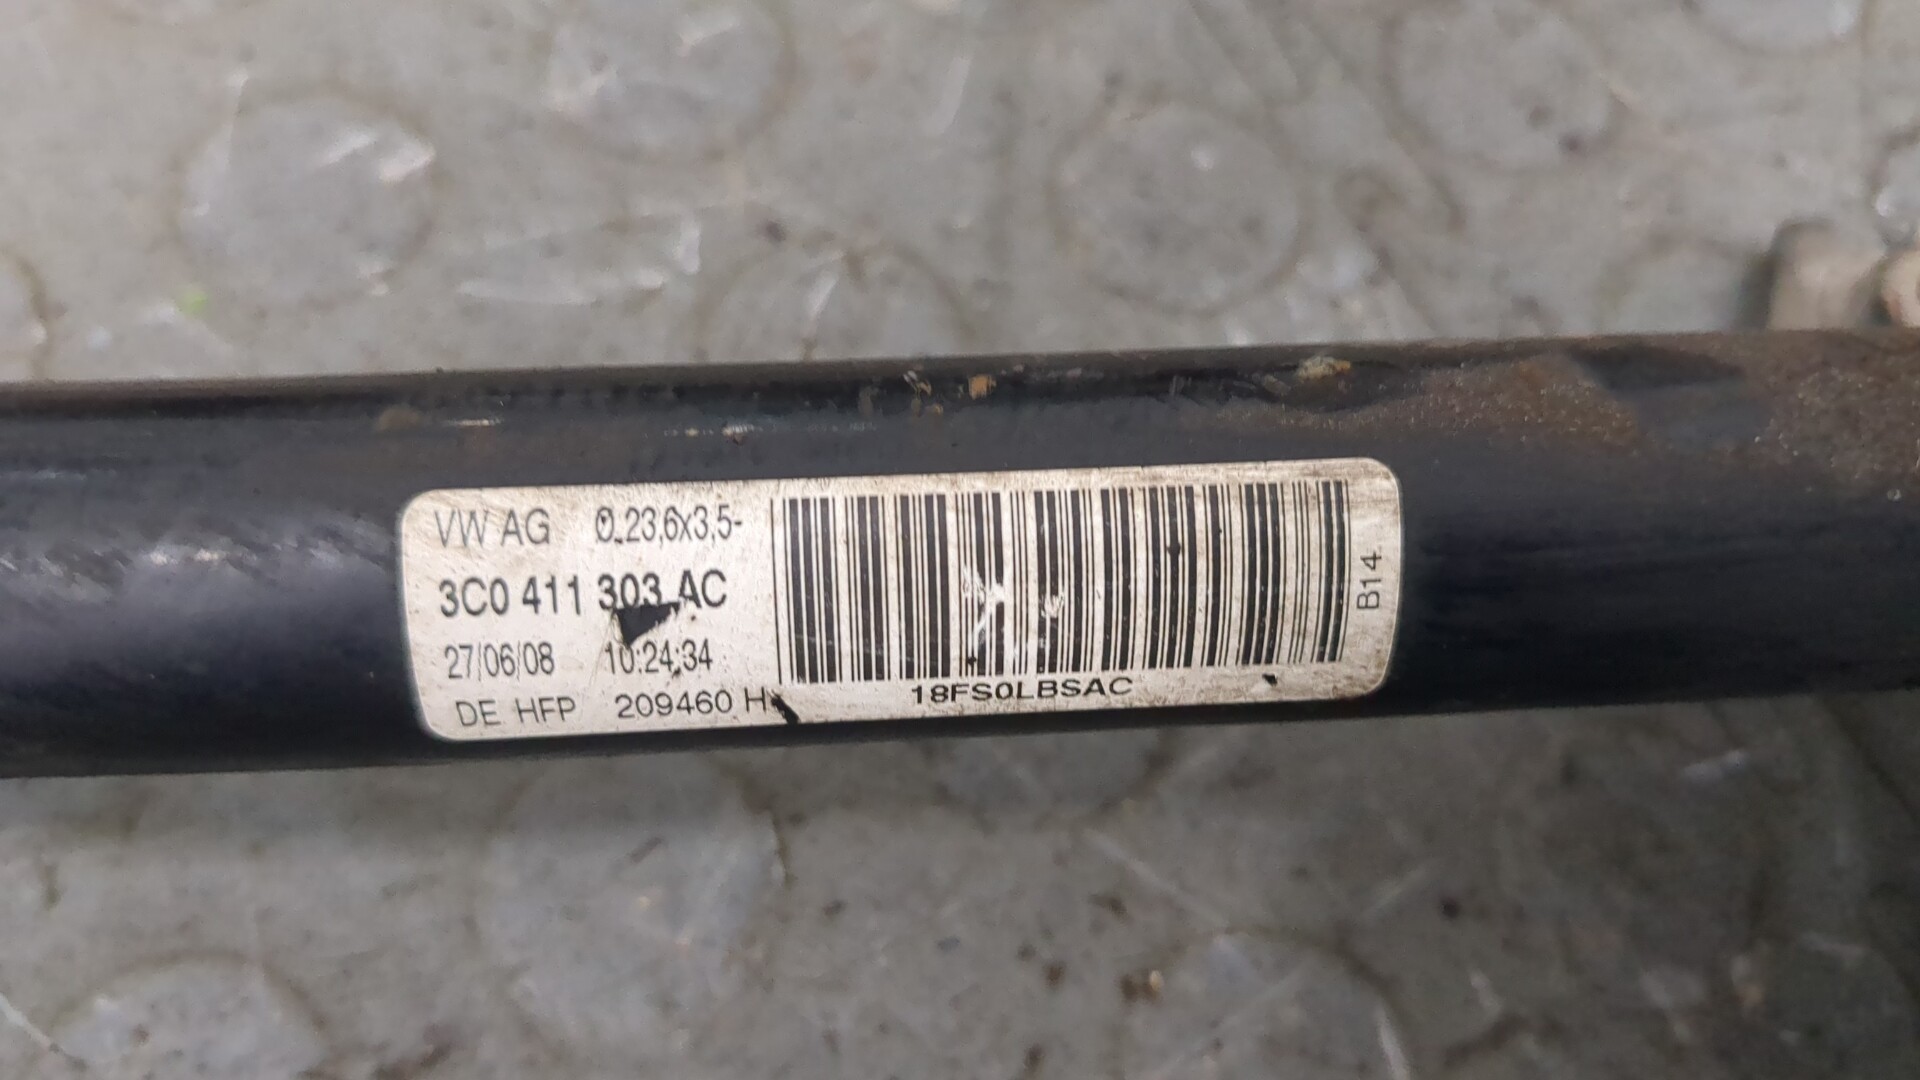 VW AG Ø 23,6x3,5-
3C0 411 303 AC
27/06/08 10:24:34
DE HFP 209460 H
18FS0LBSAC
B14